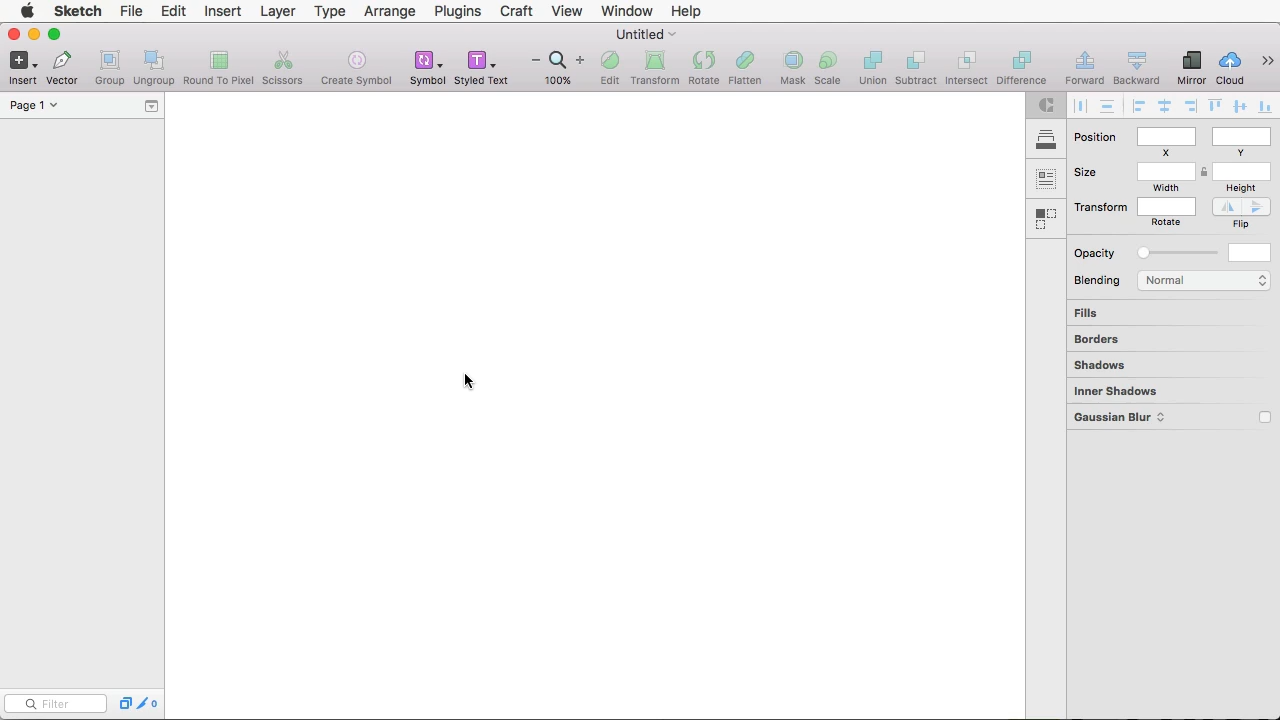 Sketch File Edit Insert Layer Type Arrange Plugins Craft View Window Help
Untitled
Insert Vector Group Ungroup Round To Pixel Scissors Create Symbol Symbol Styled Text 100% Edit Transform Rotate Flatten Mask Scale Union Subtract Intersect Difference Forward Backward Mirror Cloud
Page 1
Position
X Y
Size
Width Height
Transform
Rotate Flip
Opacity
Blending Normal
Fills
Borders
Shadows
Inner Shadows
Gaussian Blur
Filter 0